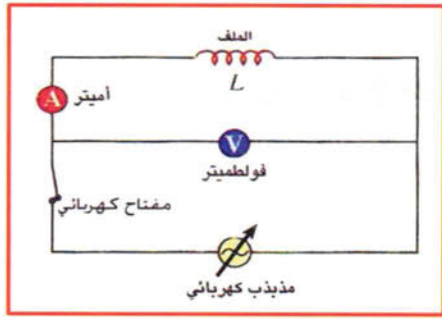 الملف
L
A
أميتر
V
فولطميتر
مفتاح كهربائي
مذبذب كهربائي